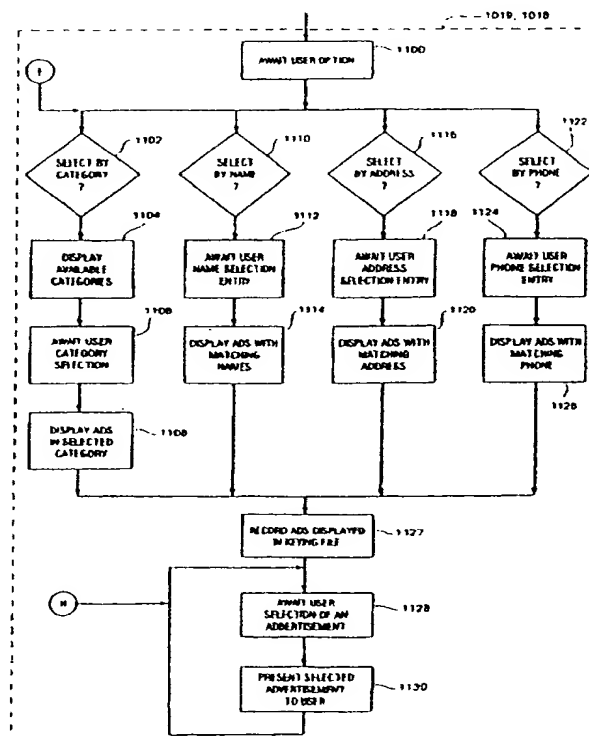 1019, 1018
1100
AWAIT USER OPTION
1102
SELECT BY
CATEGORY
?
1110
SELECT
BY NAME
?
1116
SELECT
BY ADDRESS
?
1122
SELECT
BY PHONE
?
1104
DISPLAY
AVAILABLE
CATEGORIES
1112
AWAIT USER
NAME SELECTION
ENTRY
1118
AWAIT USER
ADDRESS
SELECTION ENTRY
1124
AWAIT USER
PHONE SELECTION
ENTRY
AWAIT USER
CATEGORY
SELECTION
1114
DISPLAY ADS WITH
MATCHING
NAMES
1120
DISPLAY ADS WITH
MATCHING
ADDRESS
DISPLAY ADS WITH
MATCHING
PHONE
1126
DISPLAY ADS
IN SELECTED
CATEGORY
1108
RECORD ADS DISPLAYED
IN KEYING FILE
1127
AWAIT USER
SELECTION OF AN
ADBERTISEMENT
1128
PRESENT SELECTED
ADVERTISEMENT
TO USER
1130